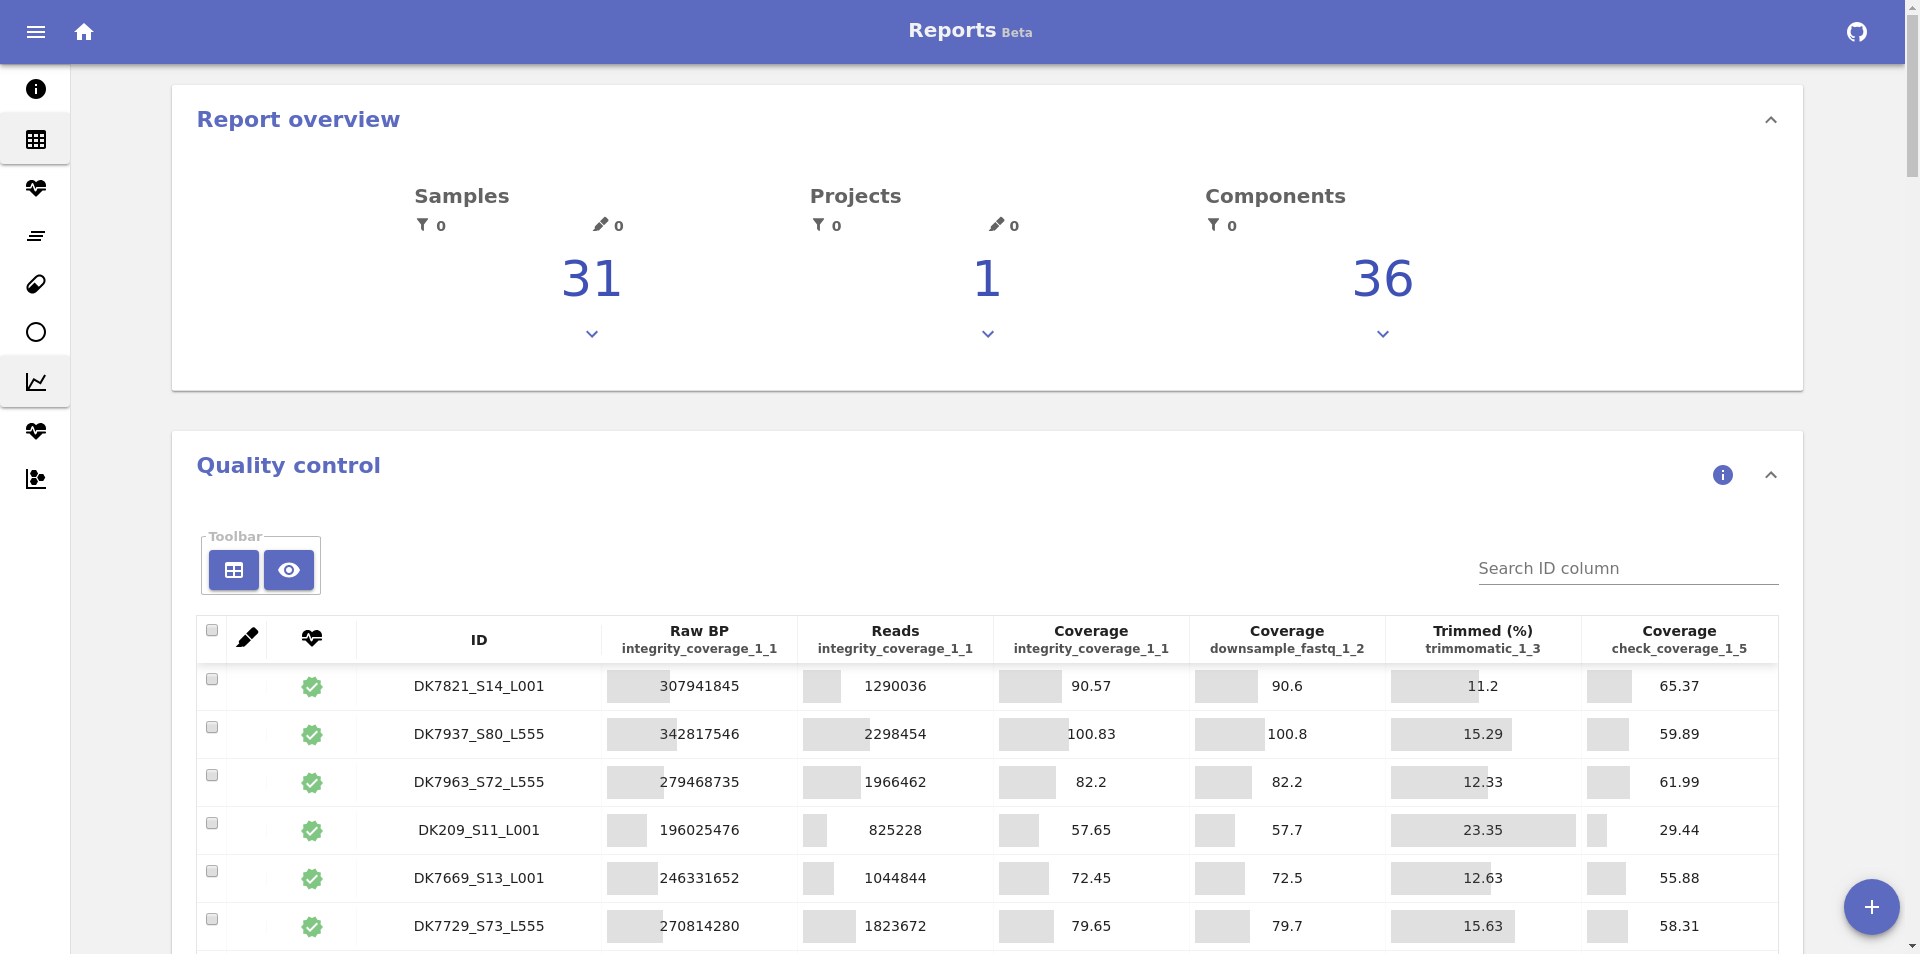 Reports Beta
Report overview
Samples Projects Components
0 0 0 0 0
31 1 36
Quality control
Toolbar
Search ID column
ID Raw BP Reads Coverage Coverage Trimmed (%) Coverage
integrity_coverage_1_1 integrity_coverage_1_1 integrity_coverage_1_1 downsample_fastq_1_2 trimmomatic_1_3 check_coverage_1_5
DK7821_S14_L001 307941845 1290036 90.57 90.6 11.2 65.37
DK7937_S80_L555 342817546 2298454 100.83 100.8 15.29 59.89
DK7963_S72_L555 279468735 1966462 82.2 82.2 12.33 61.99
DK209_S11_L001 196025476 825228 57.65 57.7 23.35 29.44
DK7669_S13_L001 246331652 1044844 72.45 72.5 12.63 55.88
DK7729_S73_L555 270814280 1823672 79.65 79.7 15.63 58.31